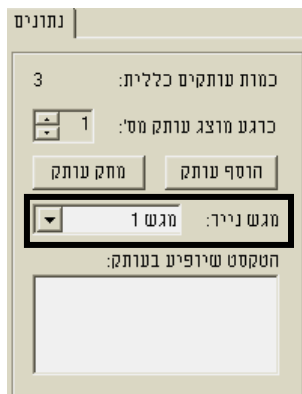 נתונים
כמות עותקים כללית: 3
כרגע מוצג עותק מס': 1
הוסף עותק מחק עותק
מגש נייר: מגש 1
הטקסט שיופיע בעותק: